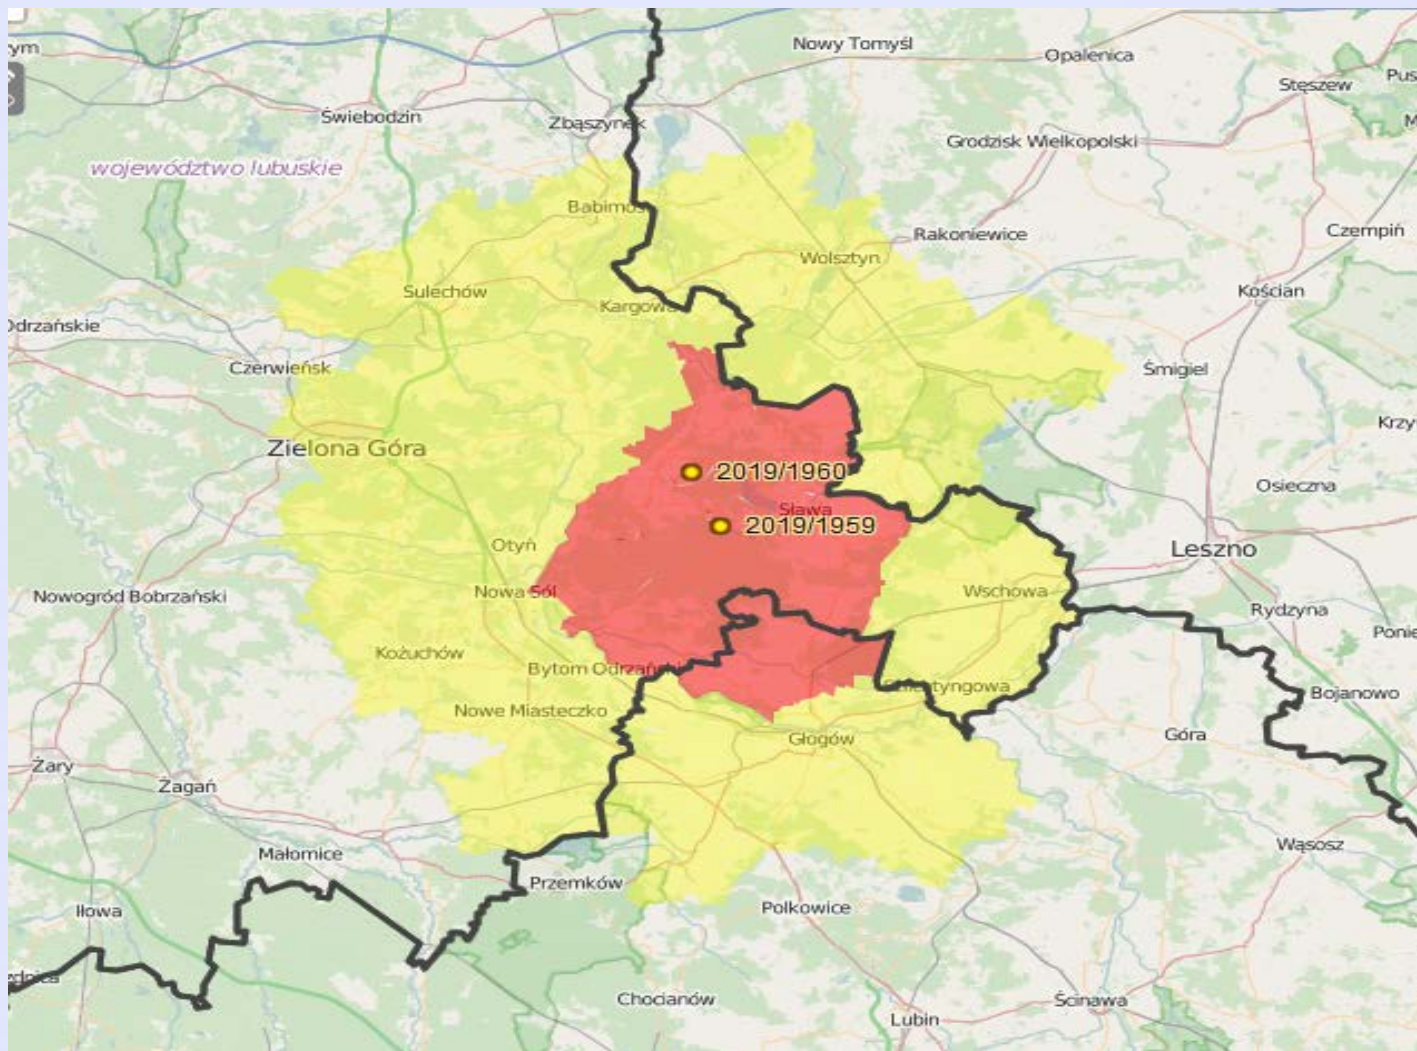 Nowy Tomyśl
Opalenica
Stęszew
Świebodzin
Zbąszynek
Grodzisk Wielkopolski
województwo lubuskie
Babimost
Rakoniewice
Czempiń
Wolsztyn
Sulechów
Kościan
Kargowa
Odrzańskie
Czerwieńsk
Śmigiel
Zielona Góra
2019/1960
Osieczna
Sława
2019/1959
Otyń
Leszno
Nowogród Bobrzański
Nowa Sól
Wschowa
Rydzyna
Kożuchów
Bytom Odrzański
Bojanowo
Nowe Miasteczko
Głogów
Góra
Żary
Żagań
Małomice
Wąsosz
Przemków
Iłowa
Polkowice
Chocianów
Ścinawa
Lubin